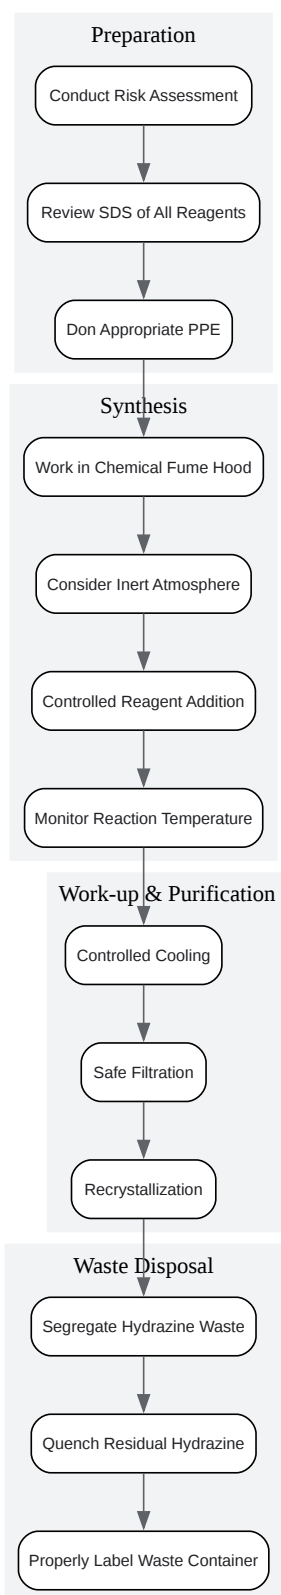 Preparation
Conduct Risk Assessment
Review SDS of All Reagents
Don Appropriate PPE
Synthesis
Work in Chemical Fume Hood
Consider Inert Atmosphere
Controlled Reagent Addition
Monitor Reaction Temperature
Work-up & Purification
Controlled Cooling
Safe Filtration
Recrystallization
Waste Disposal
Segregate Hydrazine Waste
Quench Residual Hydrazine
Properly Label Waste Container